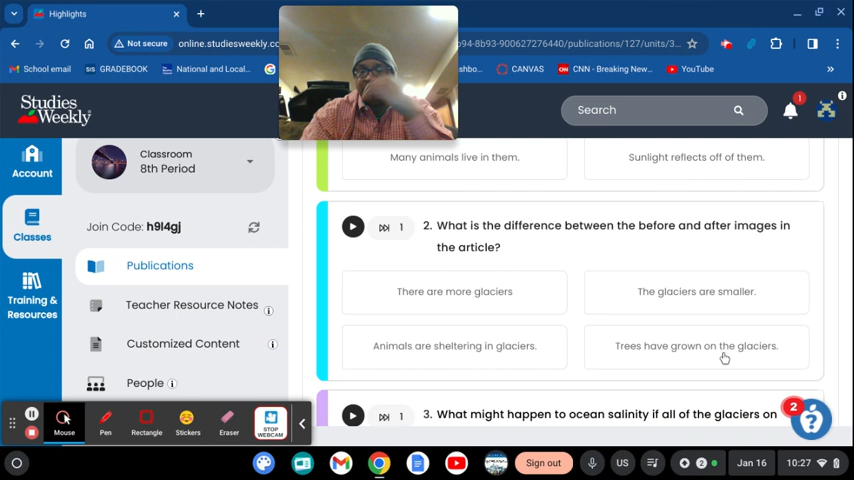 Highlights
Not secure
online.studiesweekly.cc
94-8b93-900627276440/publications/127/units/3...
School email
SIS GRADEBOOK
National and Local...
CANVAS
CNN - Breaking New...
YouTube
Studies
Weekly
Search
1
Account
Classes
Training &
Resources
Classroom
8th Period
Join Code: h9l4gj
Publications
Teacher Resource Notes
Customized Content
People
Many animals live in them.
Sunlight reflects off of them.
1
2. What is the difference between the before and after images in
the article?
There are more glaciers
The glaciers are smaller.
Animals are sheltering in glaciers.
Trees have grown on the glaciers.
1
3. What might happen to ocean salinity if all of the glaciers on
2
Mouse
Pen
Rectangle
Stickers
Eraser
STOP
WEBCAM
Sign out
US
2
Jan 16
10:27